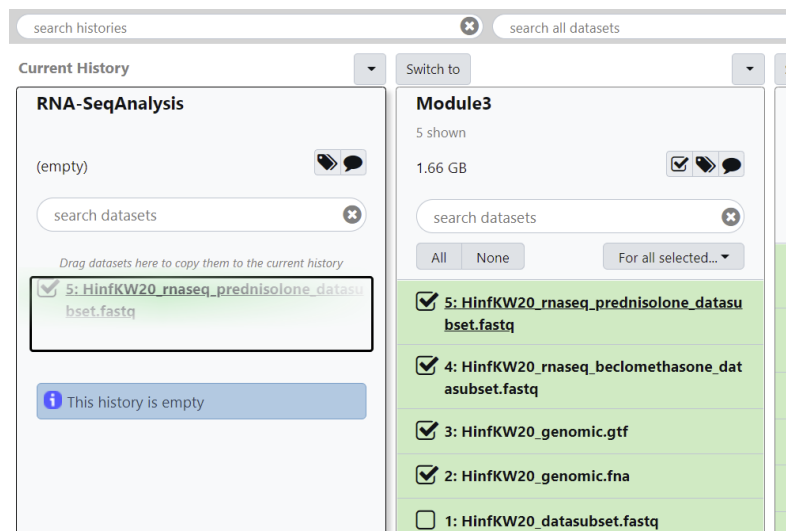 search histories
search all datasets
Current History
Switch to
RNA-SeqAnalysis
(empty)
search datasets
Drag datasets here to copy them to the current history
5: HinfKW20_rnaseq_prednisolone_datasu
bset.fastq
This history is empty
Module3
5 shown
1.66 GB
search datasets
All
None
For all selected...
5: HinfKW20_rnaseq_prednisolone_datasu
bset.fastq
4: HinfKW20_rnaseq_beclomethasone_dat
asubset.fastq
3: HinfKW20_genomic.gtf
2: HinfKW20_genomic.fna
1: HinfKW20_datasubset.fastq